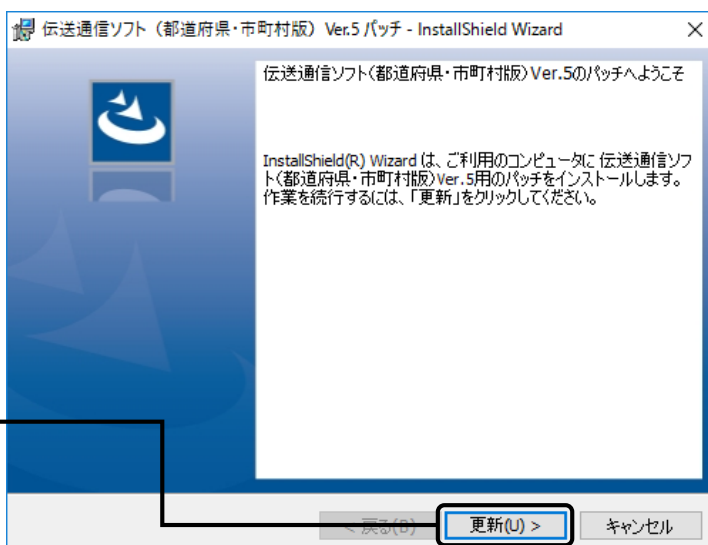 伝送通信ソフト（都道府県・市町村版）Ver.5 パッチ - InstallShield Wizard
伝送通信ソフト(都道府県・市町村版)Ver.5のパッチへようこそ
InstallShield(R) Wizard は、ご利用のコンピュータに 伝送通信ソフ
ト(都道府県・市町村版)Ver.5用のパッチをインストールします。
作業を続行するには、「更新」をクリックしてください。
< 戻る(B)
更新(U) >
キャンセル